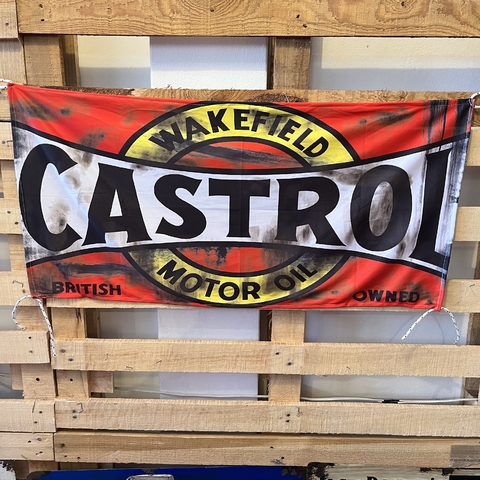 WAKEFIELD
CASTROL
MOTOR OIL
BRITISH OWNED